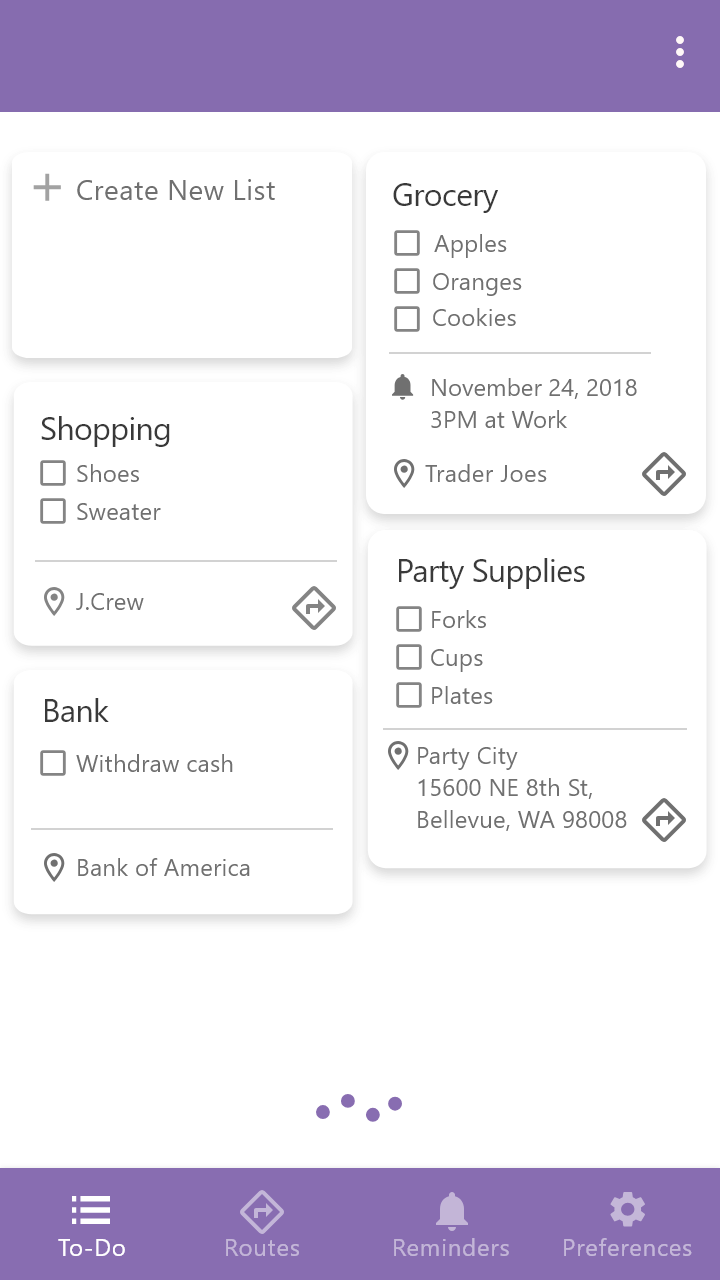 Create New List
Grocery
Apples
Oranges
Cookies
November 24, 2018
3PM at Work
Trader Joes
Shopping
Shoes
Sweater
J.Crew
Party Supplies
Forks
Cups
Plates
Party City
15600 NE 8th St,
Bellevue, WA 98008
Bank
Withdraw cash
Bank of America
To-Do
Routes
Reminders
Preferences